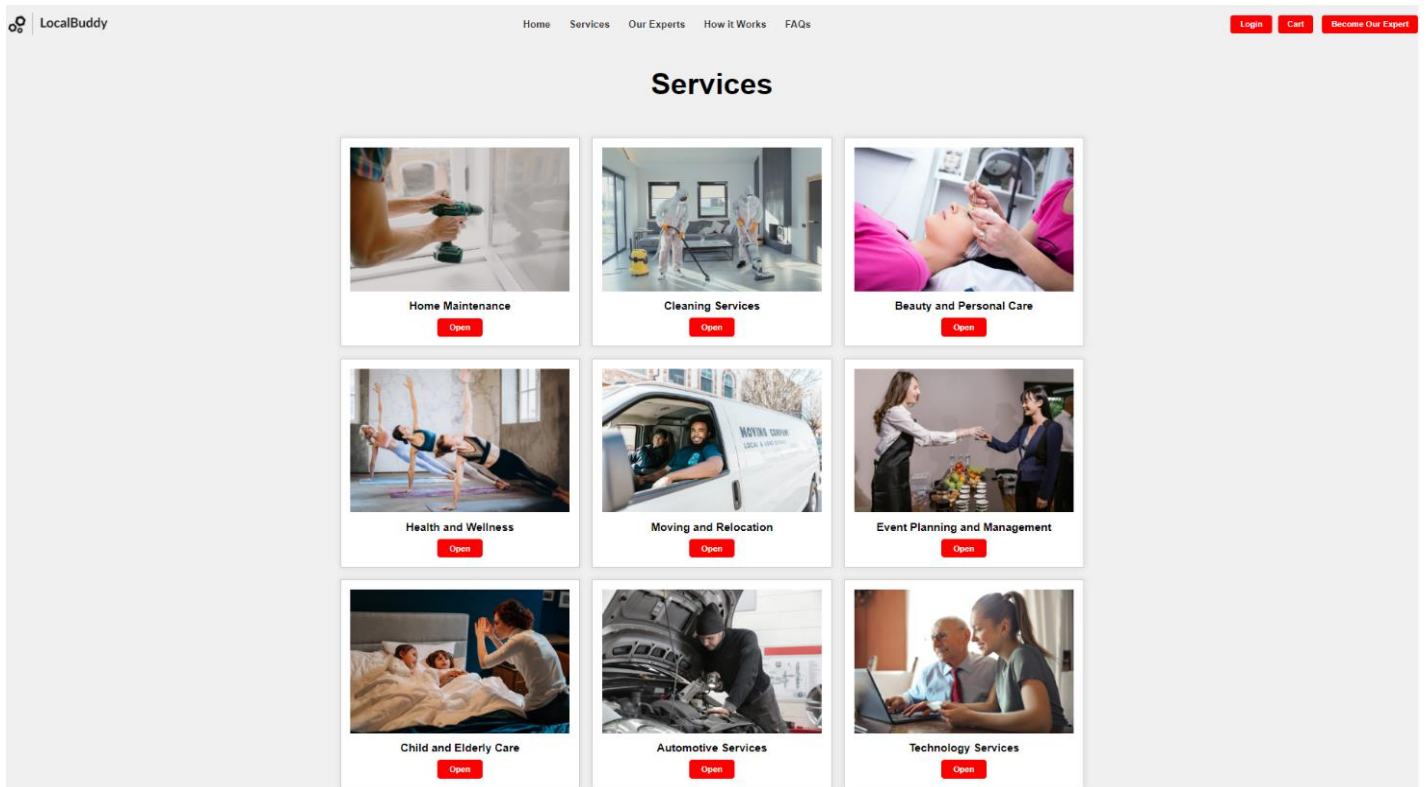 LocalBuddy
Home Services Our Experts How it Works FAQs
Login Cart Become Our Expert
Services
Home Maintenance Cleaning Services Beauty and Personal Care
Open Open Open
MOVING COMPANY
Health and Wellness Moving and Relocation Event Planning and Management
Open Open Open
Child and Elderly Care Automotive Services Technology Services
Open Open Open